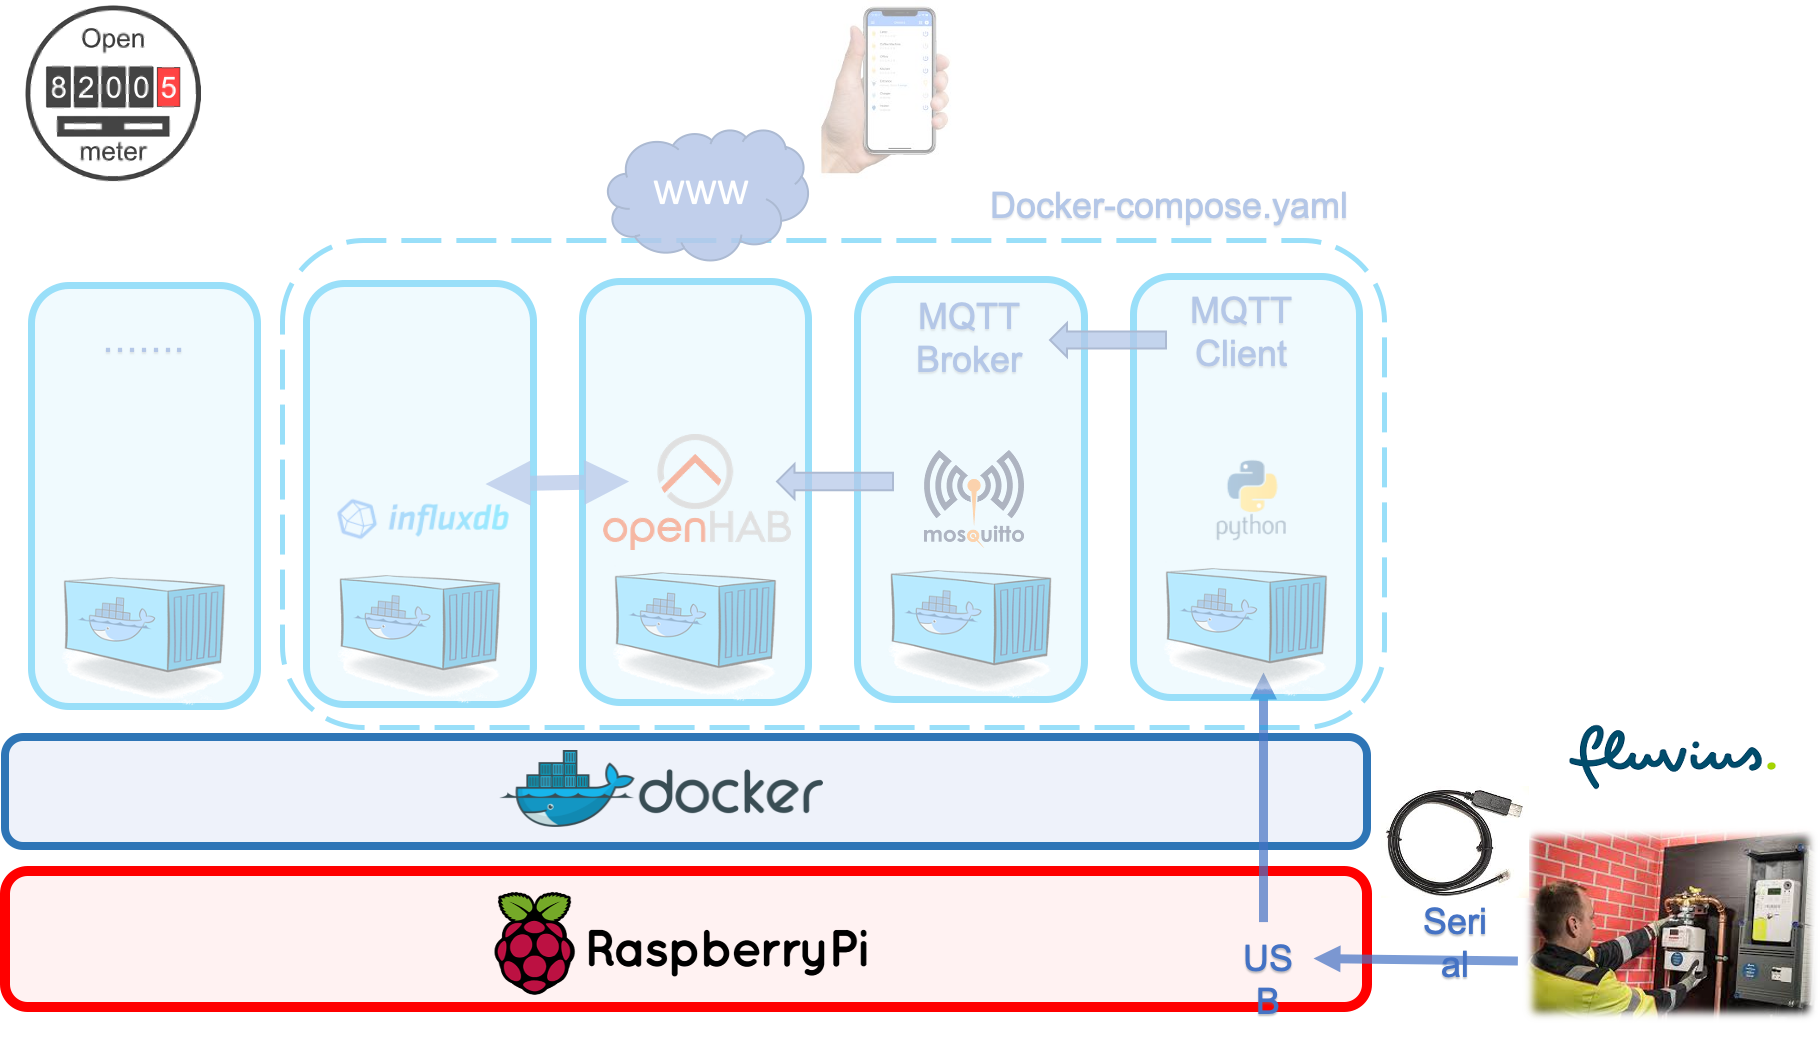 Open
82005
meter
www
Docker-compose.yaml
.......
MQTT
Broker
MQTT
Client
influxdb
openHAB
mosquitto
python
docker
fluvius.
RaspberryPi
Seri
al
US
B